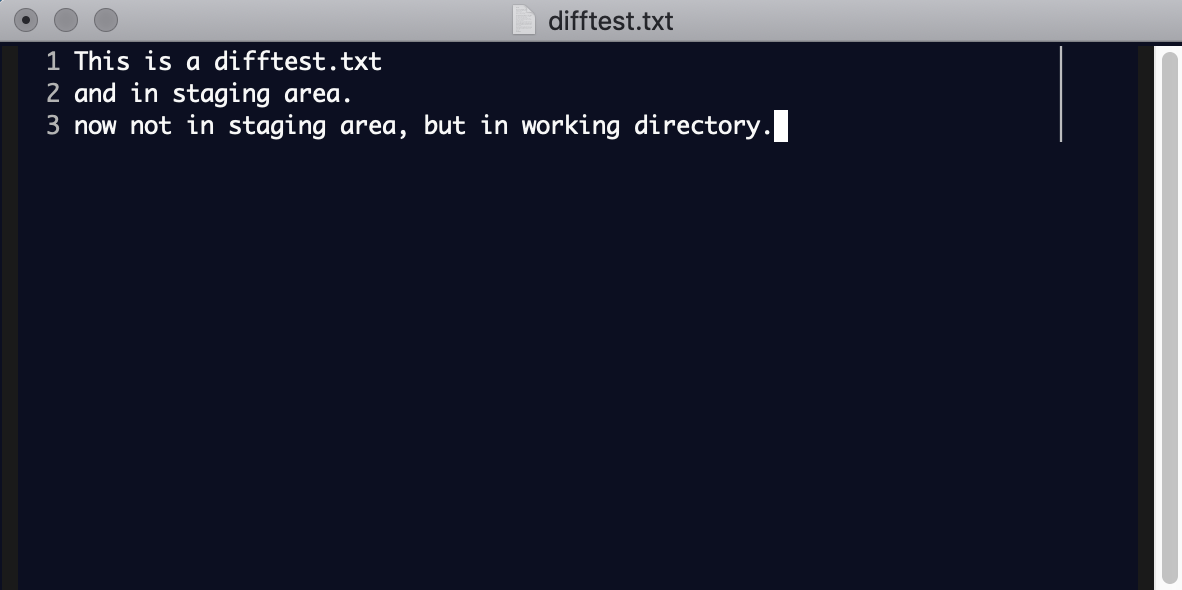 difftest.txt
1 This is a difftest.txt
2 and in staging area.
3 now not in staging area, but in working directory.